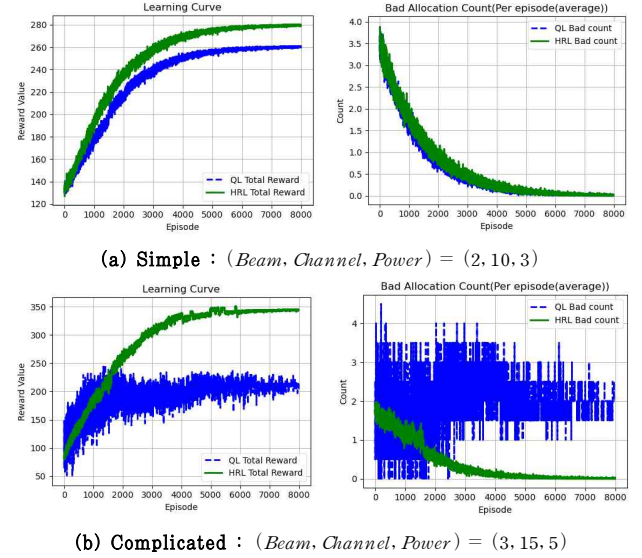 Learning Curve
280
260
240
220
200
180
160
140
120
Reward Value
QL Total Reward
HRL Total Reward
0 1000 2000 3000 4000 5000 6000 7000 8000
Episode
Bad Allocation Count(Per episode(average))
4.0
3.5
3.0
2.5
2.0
1.5
1.0
0.5
0.0
Count
QL Bad count
HRL Bad count
0 1000 2000 3000 4000 5000 6000 7000 8000
Episode
(a) Simple : (Beam, Channel, Power) = (2, 10, 3)
Learning Curve
350
300
250
200
150
100
50
Reward Value
QL Total Reward
HRL Total Reward
0 1000 2000 3000 4000 5000 6000 7000 8000
Episode
Bad Allocation Count(Per episode(average))
4
3
2
1
0
Count
QL Bad count
HRL Bad count
0 1000 2000 3000 4000 5000 6000 7000 8000
Episode
(b) Complicated : (Beam, Channel, Power) = (3, 15, 5)